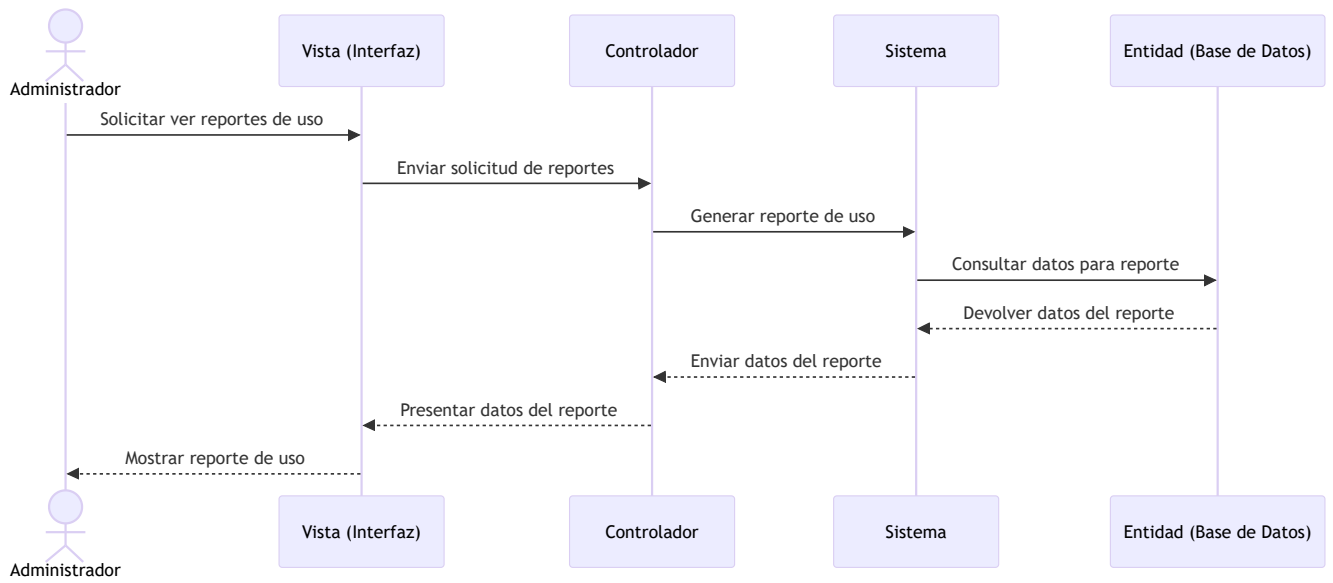 Administrador
Vista (Interfaz)
Controlador
Sistema
Entidad (Base de Datos)
Solicitar ver reportes de uso
Enviar solicitud de reportes
Generar reporte de uso
Consultar datos para reporte
Devolver datos del reporte
Enviar datos del reporte
Presentar datos del reporte
Mostrar reporte de uso
Administrador
Vista (Interfaz)
Controlador
Sistema
Entidad (Base de Datos)